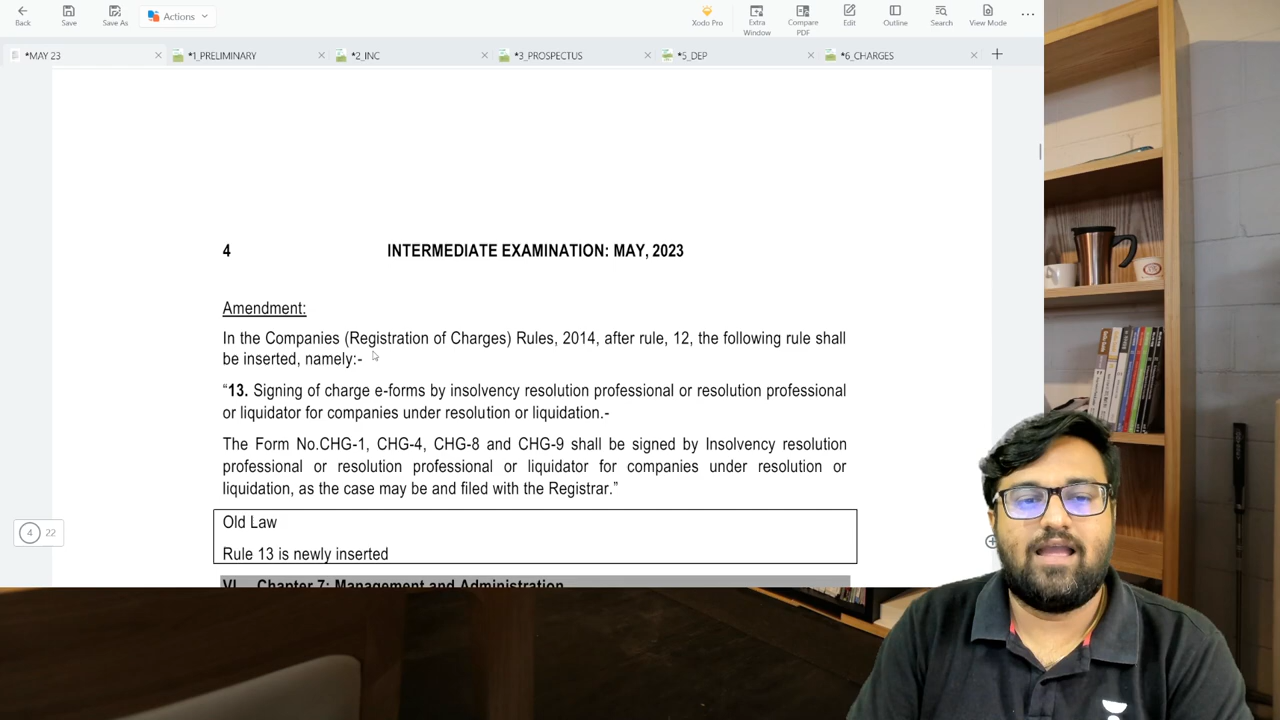 Back
Save
Save As
Actions
Xodo Pro
Extra Window
Compare PDF
Edit
Outline
Search
View Mode
*MAY 23
*1_PRELIMINARY
*2_INC
*3_PROSPECTUS
*5_DEP
*6_CHARGES
4 INTERMEDIATE EXAMINATION: MAY, 2023
Amendment:
In the Companies (Registration of Charges) Rules, 2014, after rule, 12, the following rule shall
be inserted, namely:-
“13. Signing of charge e-forms by insolvency resolution professional or resolution professional
or liquidator for companies under resolution or liquidation.-
The Form No.CHG-1, CHG-4, CHG-8 and CHG-9 shall be signed by Insolvency resolution
professional or resolution professional or liquidator for companies under resolution or
liquidation, as the case may be and filed with the Registrar.”
Old Law
Rule 13 is newly inserted
VI. Chapter 7: Management and Administration
4 22